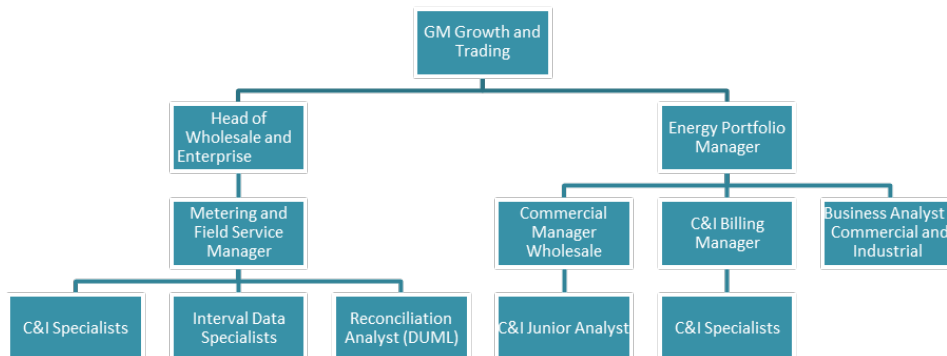 GM Growth and
Trading
Head of
Wholesale and
Enterprise
Energy Portfolio
Manager
Metering and
Field Service
Manager
Commercial
Manager
Wholesale
C&I Billing
Manager
Business Analyst
Commercial and
Industrial
C&I Specialists
Interval Data
Specialists
Reconciliation
Analyst (DUML)
C&I Junior Analyst
C&I Specialists